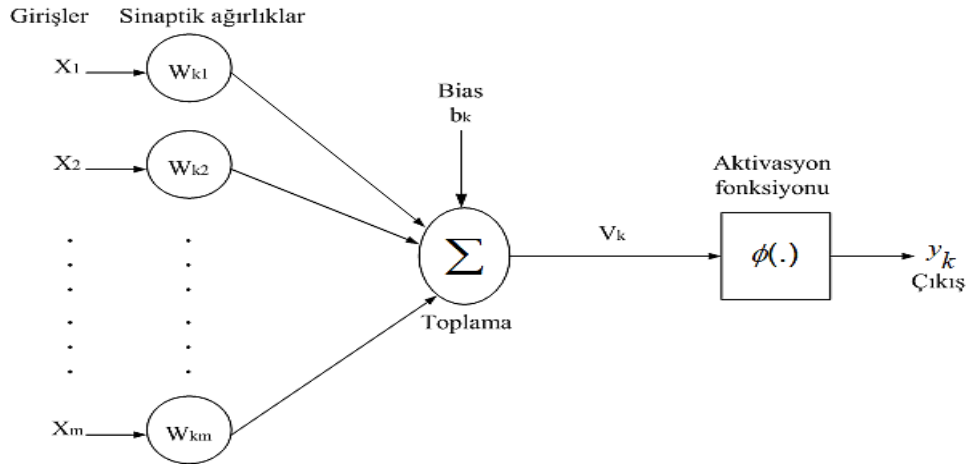 Girişler
Sinaptik ağırlıklar
X1
Wk1
X2
Wk2
Xm
Wkm
Bias
bk
Σ
Toplama
Vk
Aktivasyon
fonksiyonu
ϕ(.)
yk
Çıkış